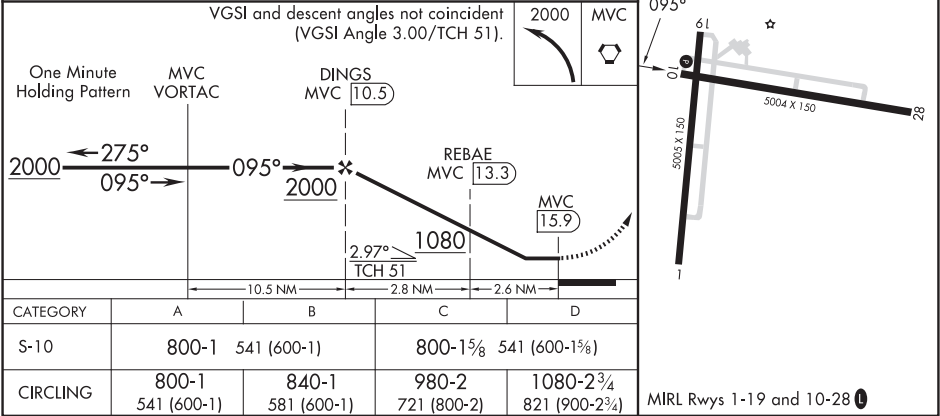 VGSI and descent angles not coincident
(VGSI Angle 3.00/TCH 51).
2000
MVC
One Minute
Holding Pattern
MVC
VORTAC
DINGS
MVC 10.5
REBAE
MVC 13.3
MVC
15.9
2000
275°
095°
095°
2000
1080
2.97°
TCH 51
10.5 NM
2.8 NM
2.6 NM
CATEGORY A B C D
S-10 800-1 541 (600-1) 800-1⅝ 541 (600-1⅝)
CIRCLING
800-1
541 (600-1)
840-1
581 (600-1)
980-2
721 (800-2)
1080-2¾
821 (900-2¾)
095°
19
P
10
5004 X 150
28
5005 X 150
1
MIRL Rwys 1-19 and 10-28 L